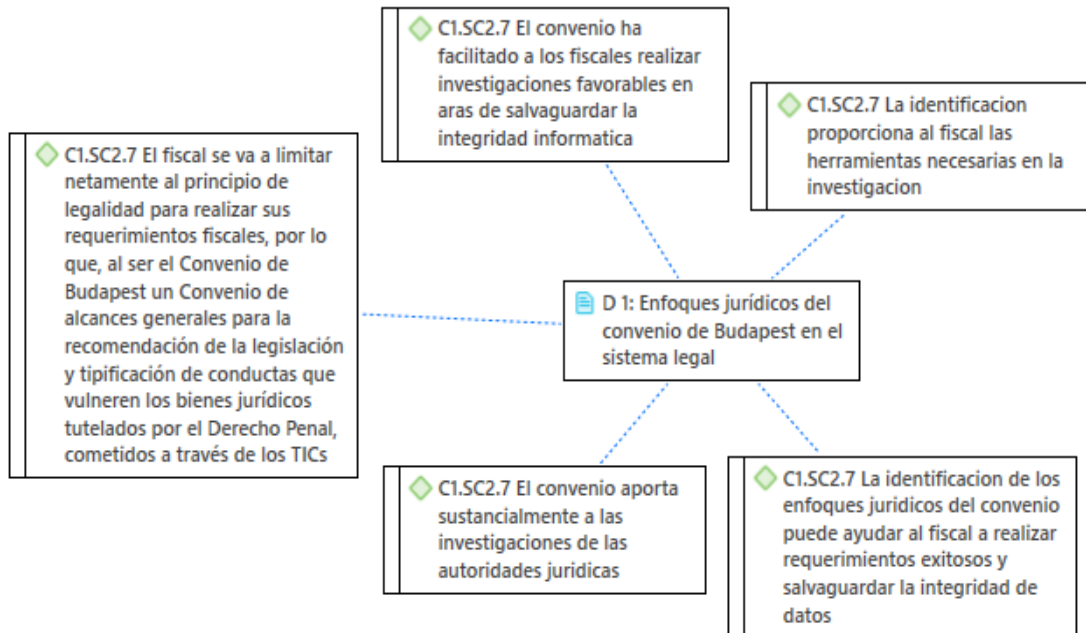 C1.SC2.7 El convenio ha
facilitado a los fiscales realizar
investigaciones favorables en
aras de salvaguardar la
integridad informatica
C1.SC2.7 La identificacion
proporciona al fiscal las
herramientas necesarias en la
investigacion
C1.SC2.7 El fiscal se va a limitar
netamente al principio de
legalidad para realizar sus
requerimientos fiscales, por lo
que, al ser el Convenio de
Budapest un Convenio de
alcances generales para la
recomendación de la legislación
y tipificación de conductas que
vulneren los bienes jurídicos
tutelados por el Derecho Penal,
cometidos a través de los TICs
D 1: Enfoques jurídicos del
convenio de Budapest en el
sistema legal
C1.SC2.7 El convenio aporta
sustancialmente a las
investigaciones de las
autoridades juridicas
C1.SC2.7 La identificacion de los
enfoques juridicos del convenio
puede ayudar al fiscal a realizar
requerimientos exitosos y
salvaguardar la integridad de
datos